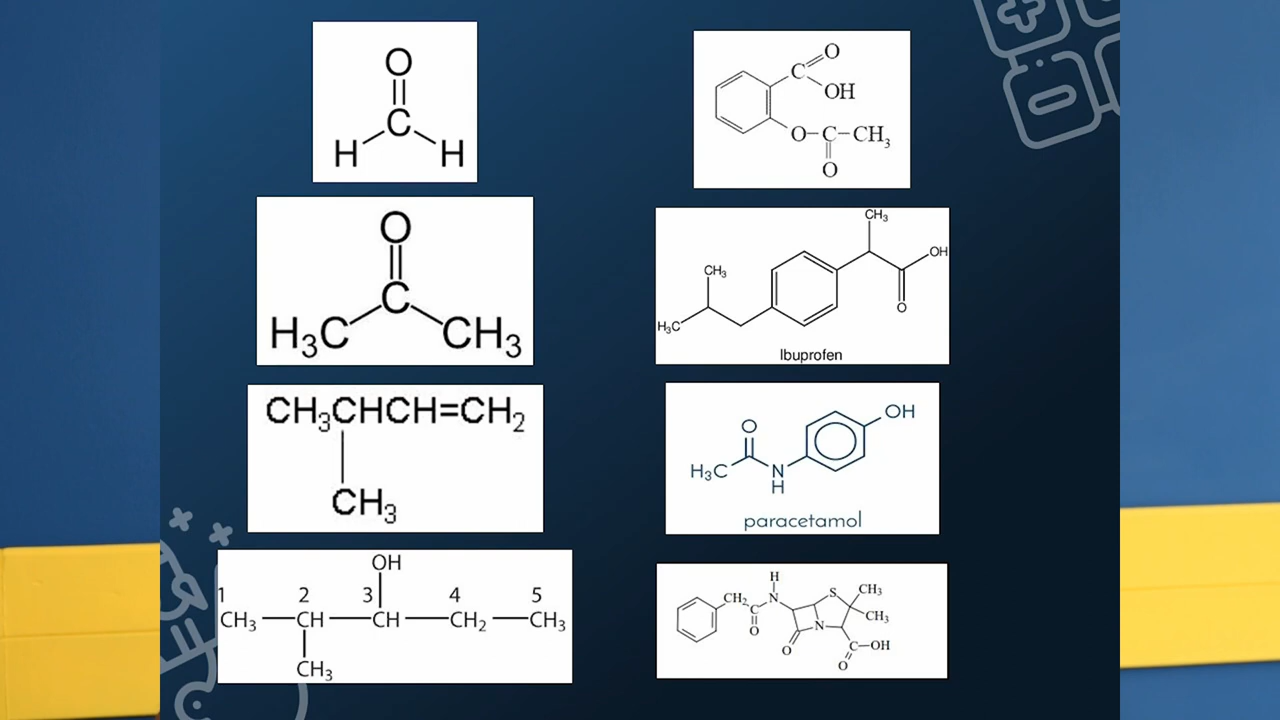 O
C
H H
O
C
H₃C CH₃
CH₃CHCH=CH₂
CH₃
OH
1 2 3 4 5
CH₃ CH CH CH₂ CH₃
CH₃
O
C
OH
O C CH₃
O
CH₃
OH
CH₃
O
H₃C
Ibuprofen
OH
O
H₃C N
H
paracetamol
H
CH₂ N S CH₃
C CH₃
O N
O C OH
O